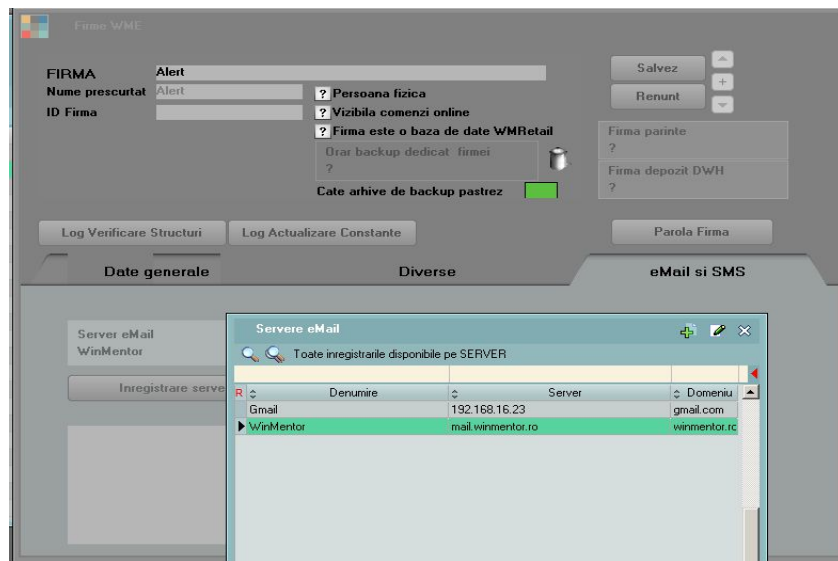 Firme WME
FIRMA Alert
Nume prescurtat Alert
ID Firma
? Persoana fizica
? Vizibila comenzi online
? Firma este o baza de date WMRetail
Orar backup dedicat firmei
?
Cate arhive de backup pastrez
Salvez
Renunt
Firma parinte
?
Firma depozit DWH
?
Log Verificare Structuri Log Actualizare Constante Parola Firma
Date generale Diverse eMail si SMS
Server eMail
WinMentor
Inregistrare serve
Servere eMail
Toate inregistrarile disponibile pe SERVER
R Denumire Server Domeniu
Gmail 192.168.16.23 gmail.com
WinMentor mail.winmentor.ro winmentor.rc